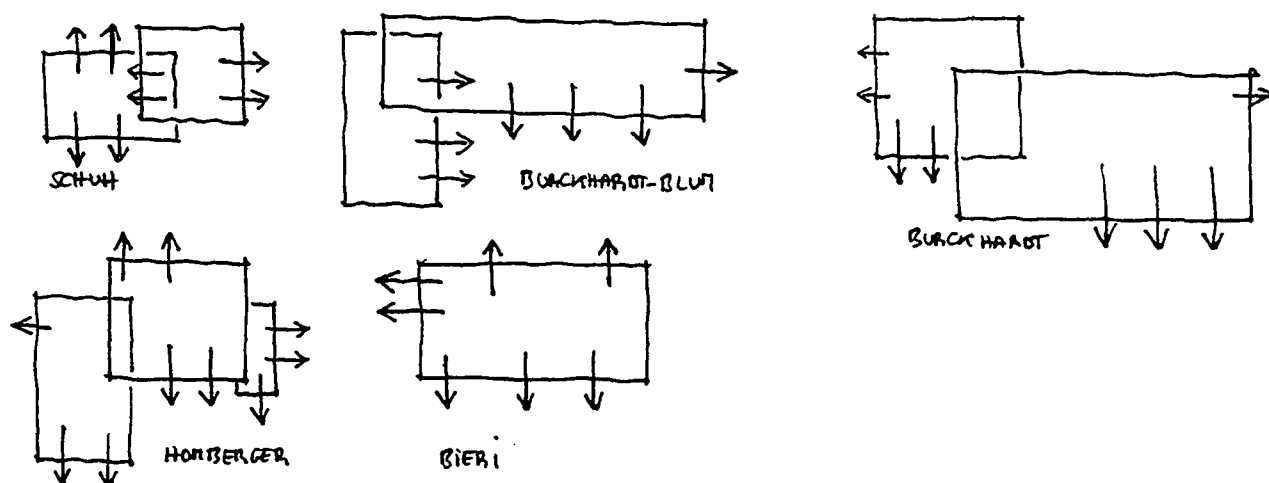 SCHUH
BURCKHARDT-BLUM
BURCKHARDT
HOMBERGER
BIERI